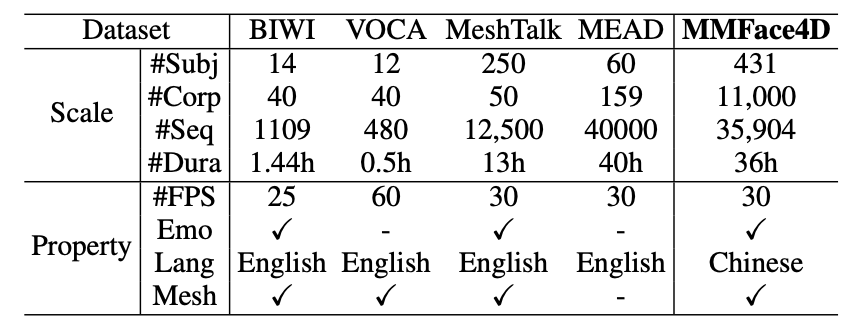 Dataset BIWI VOCA MeshTalk MEAD MMFace4D
Scale #Subj 14 12 250 60 431
#Corp 40 40 50 159 11,000
#Seq 1109 480 12,500 40000 35,904
#Dura 1.44h 0.5h 13h 40h 36h
Property #FPS 25 60 30 30 30
Emo ✓ - ✓ - ✓
Lang English English English English Chinese
Mesh ✓ ✓ ✓ - ✓